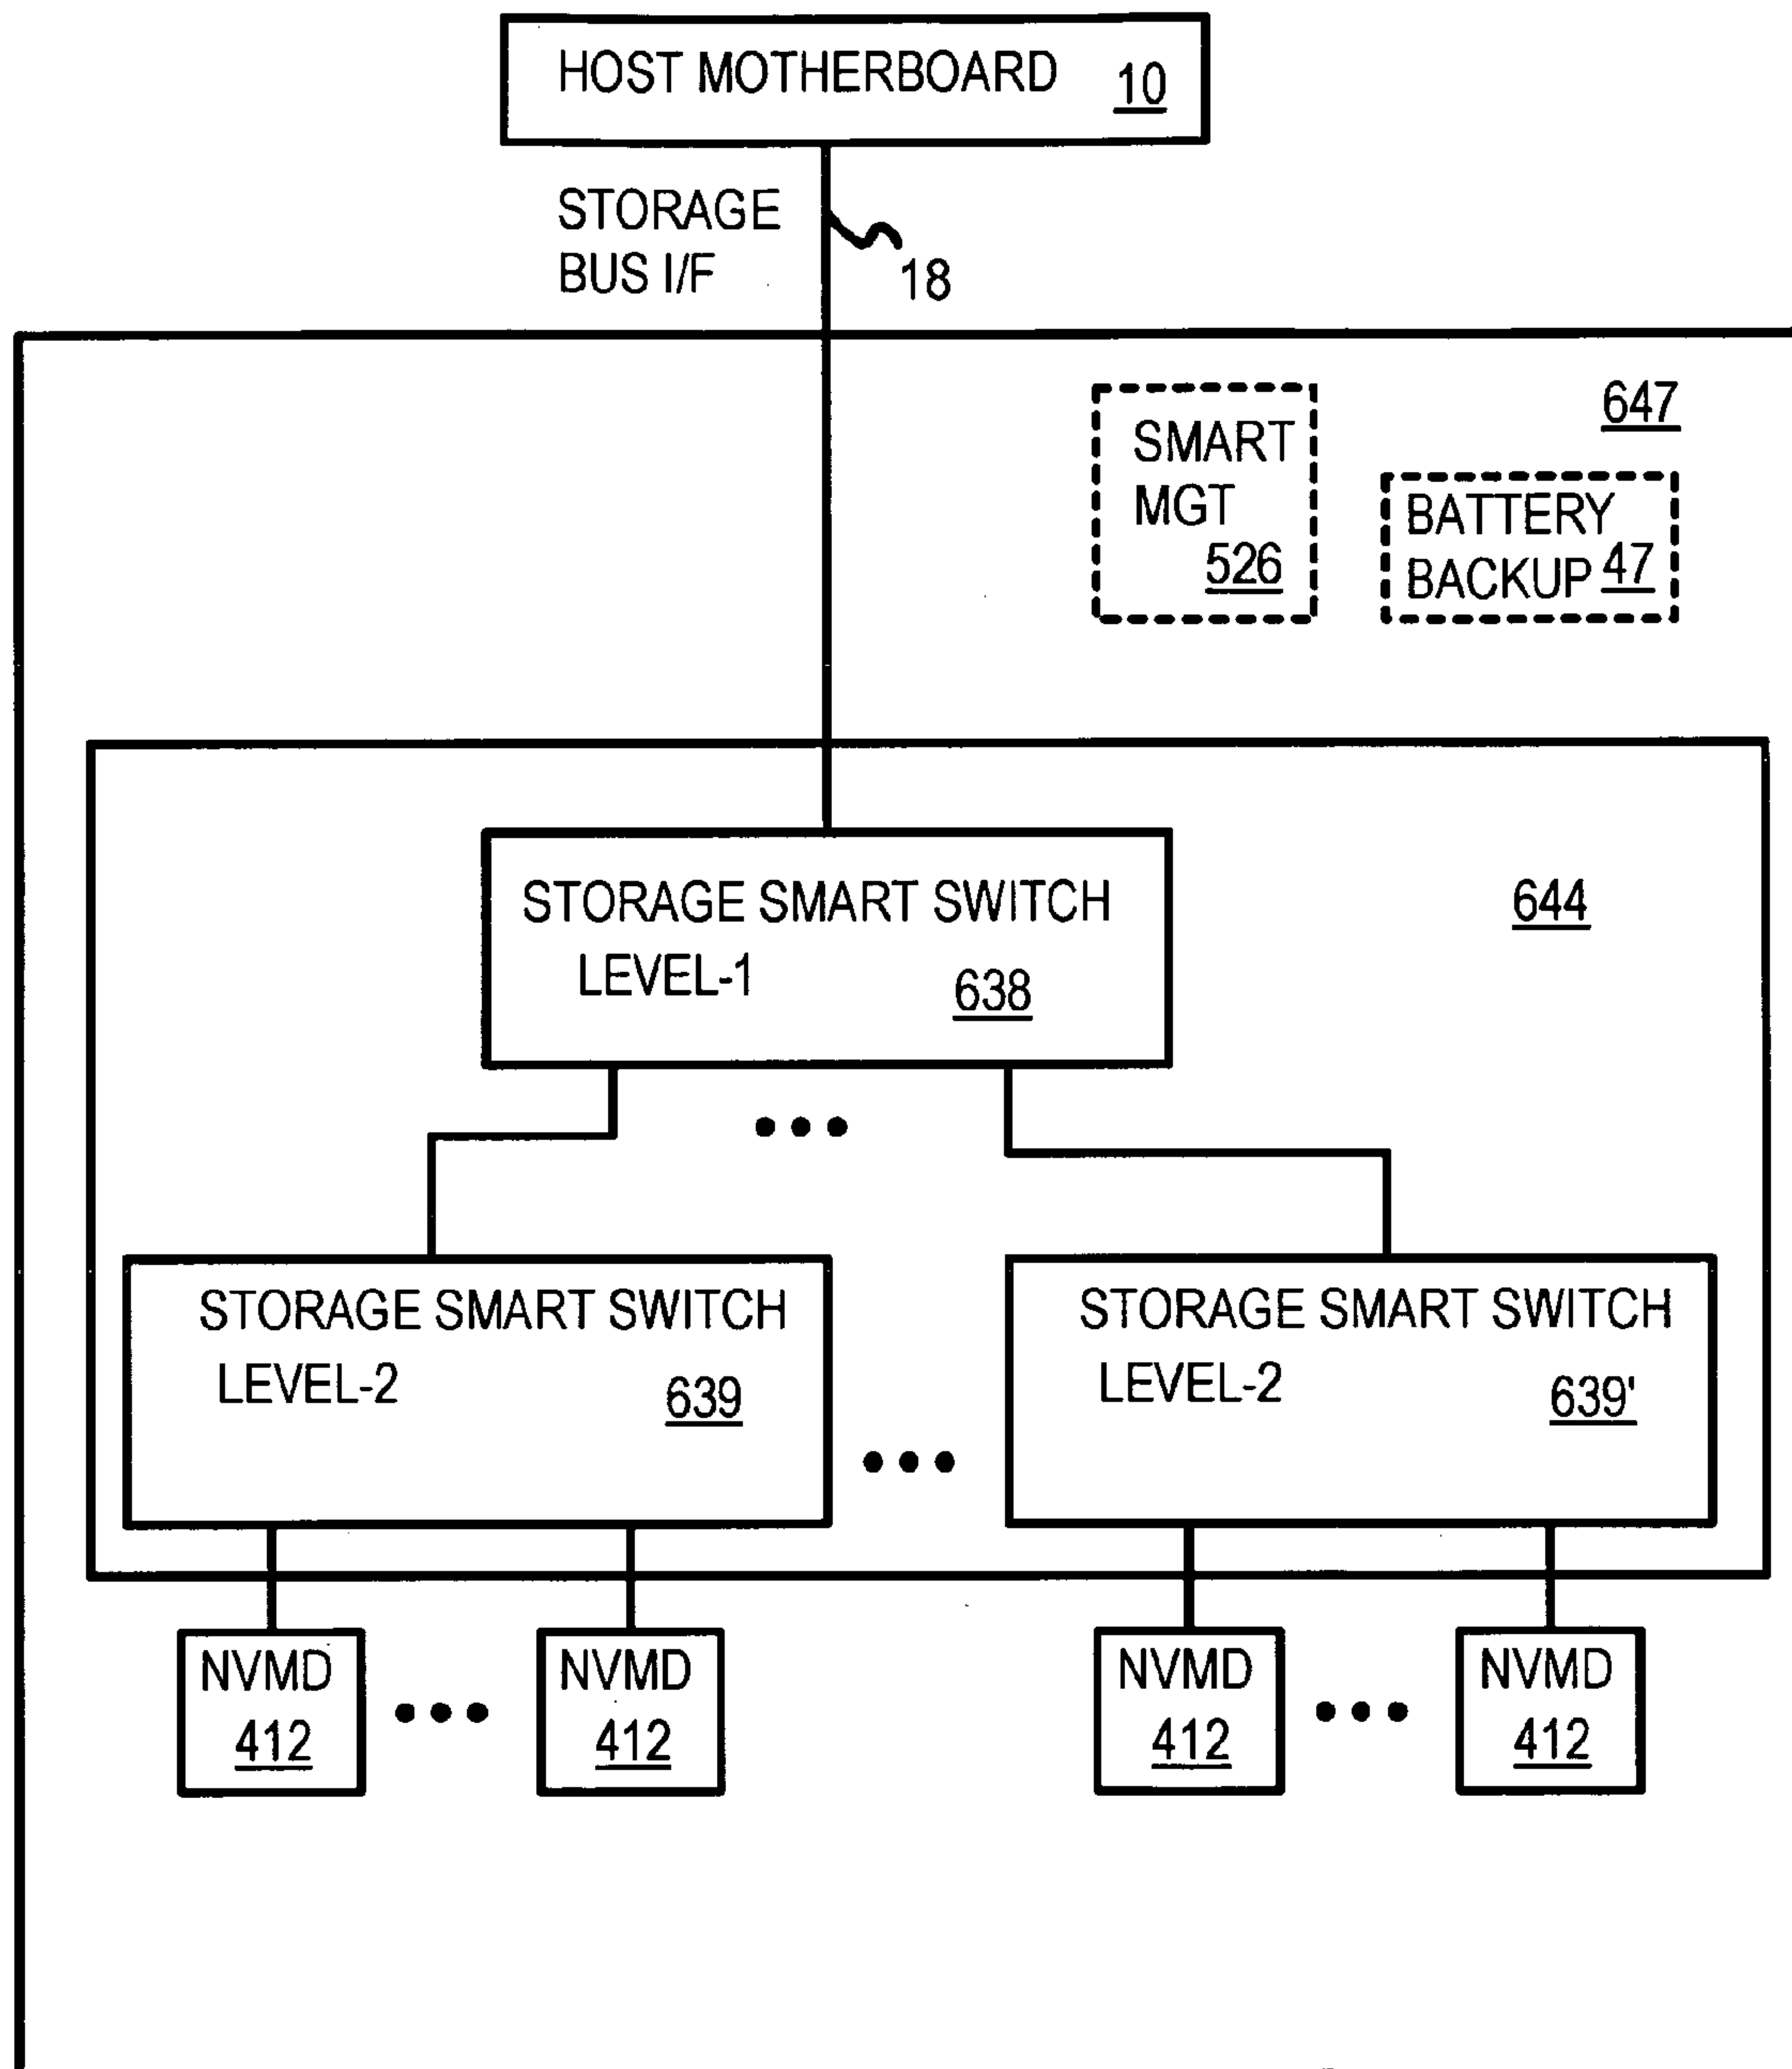 HOST MOTHERBOARD 10
STORAGE
BUS I/F
18
647
SMART
MGT
526
BATTERY
BACKUP 47
STORAGE SMART SWITCH
LEVEL-1
638
644
STORAGE SMART SWITCH
LEVEL-2
639
STORAGE SMART SWITCH
LEVEL-2
639'
NVMD
412
NVMD
412
NVMD
412
NVMD
412